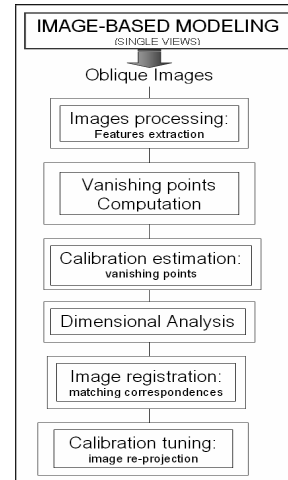 IMAGE-BASED MODELING
(SINGLE VIEWS)
Oblique Images
Images processing:
Features extraction
Vanishing points
Computation
Calibration estimation:
vanishing points
Dimensional Analysis
Image registration:
matching correspondences
Calibration tuning:
image re-projection